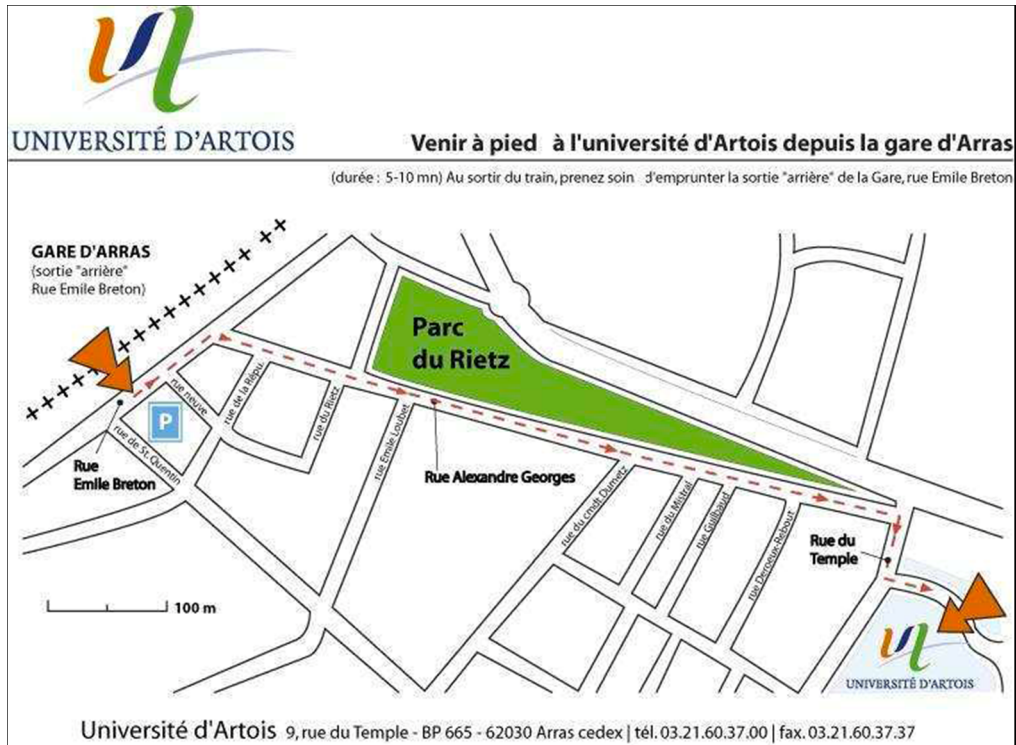 UNIVERSITÉ D'ARTOIS
Venir à pied à l'université d'Artois depuis la gare d'Arras
(durée : 5-10 mn) Au sortir du train, prenez soin d'emprunter la sortie "arrière" de la Gare, rue Emile Breton
GARE D'ARRAS
(sortie "arrière"
Rue Emile Breton)
Parc
du Rietz
rue neuve
rue de la Répu.
rue du Rietz
P
rue de St. Quentin
rue Emile Loubet
Rue
Emile Breton
Rue Alexandre Georges
rue du cmdt Dumetz
rue du Mistral
rue Guilbaud
rue Deroeux-Rebout
Rue du
Temple
100 m
UNIVERSITÉ D'ARTOIS
Université d'Artois 9, rue du Temple - BP 665 - 62030 Arras cedex | tél. 03.21.60.37.00 | fax. 03.21.60.37.37